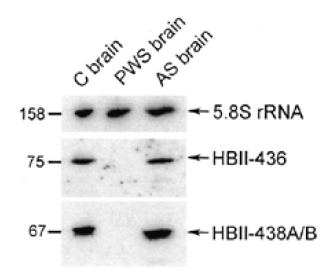 C brain PWS brain AS brain
158 5.8S rRNA
75 HBII-436
67 HBII-438A/B